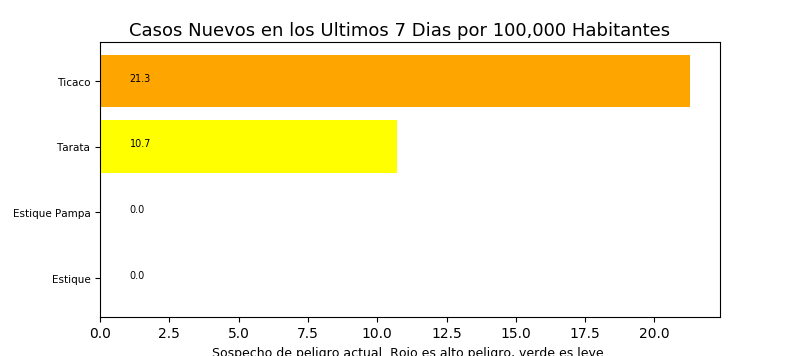 Casos Nuevos en los Ultimos 7 Dias por 100,000 Habitantes
Ticaco 21.3
Tarata 10.7
Estique Pampa 0.0
Estique 0.0
0.0 2.5 5.0 7.5 10.0 12.5 15.0 17.5 20.0
Sospecho de peligro actual. Rojo es alto peligro, verde es leve